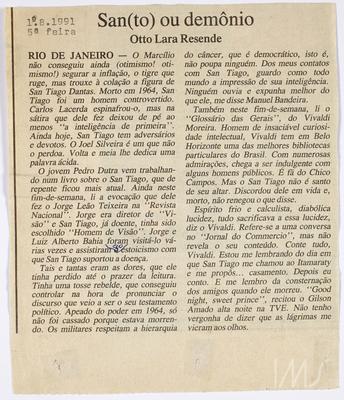 1º.8.1991
5ª feira
San(to) ou demônio
Otto Lara Resende
RIO DE JANEIRO — O Marcílio
não conseguiu ainda (otimismo! otimismo!)
segurar a inflação, o tigre que
ruge, mas trouxe à colação a figura de
San Tiago Dantas. Morto em 1964, San
Tiago foi um homem controvertido.
Carlos Lacerda espinafrou-o, mas na
sátira que dele fez deixou de pé ao
menos "a inteligência de primeira".
Ainda hoje, San Tiago tem adversários
e devotos. O Joel Silveira é um que não
o perdoa. Volta e meia lhe dedica uma
palavra ácida.
O jovem Pedro Dutra vem trabalhando
num livro sobre o San Tiago, que de
repente ficou mais atual. Ainda neste
fim-de-semana, li a evocação que dele
fez o Jorge Leão Teixeira na "Revista
Nacional". Jorge era diretor de "Visão"
e San Tiago, já doente, tinha sido
escolhido "Homem de Visão". Jorge e
Luiz Alberto Bahia foram visitá-lo várias
vezes e assistiram ao estoicismo com
que San Tiago suportou a doença.
Tais e tantas eram as dores, que ele
tinha perdido até o prazer da leitura.
Tinha uma tosse rebelde, que conseguiu
controlar na hora de pronunciar o
discurso que veio a ser o seu testamento
político. Apeado do poder em 1964, só
não foi cassado porque estava morrendo.
Os militares respeitam a hierarquia
do câncer, que é democrático, isto é,
não poupa ninguém. Dos meus contatos
com San Tiago, guardo como todo
mundo a impressão de sua inteligência.
Ninguém ouvia e expunha melhor do
que ele, me disse Manuel Bandeira.
Também neste fim-de-semana, li o
"Glossário das Gerais", do Vivaldi
Moreira. Homem de insaciável curiosidade
intelectual, Vivaldi tem em Belo
Horizonte uma das melhores bibliotecas
particulares do Brasil. Com numerosas
admirações, chega a ser indulgente com
alguns homens públicos. É fã do Chico
Campos. Mas o San Tiago não é santo
de seu altar. Discordou dele em vida e,
morto, não renegou o que disse.
Espírito frio e calculista, diabólica
lucidez, tudo sacrificava a essa lucidez,
diz o Vivaldi. Refere-se a uma conversa
no "Jornal do Commercio", mas não
revela o seu conteúdo. Conte tudo,
Vivaldi. Estou me lembrando do dia em
que San Tiago me chamou ao Itamaraty
e me propôs... casamento. Depois eu
conto. E me lembro da consternação
dos amigos quando ele morreu. "Good
night, sweet prince", recitou o Gilson
Amado alta noite na TVE. Não tenho
vergonha de dizer que as lágrimas me
vieram aos olhos.
IMS